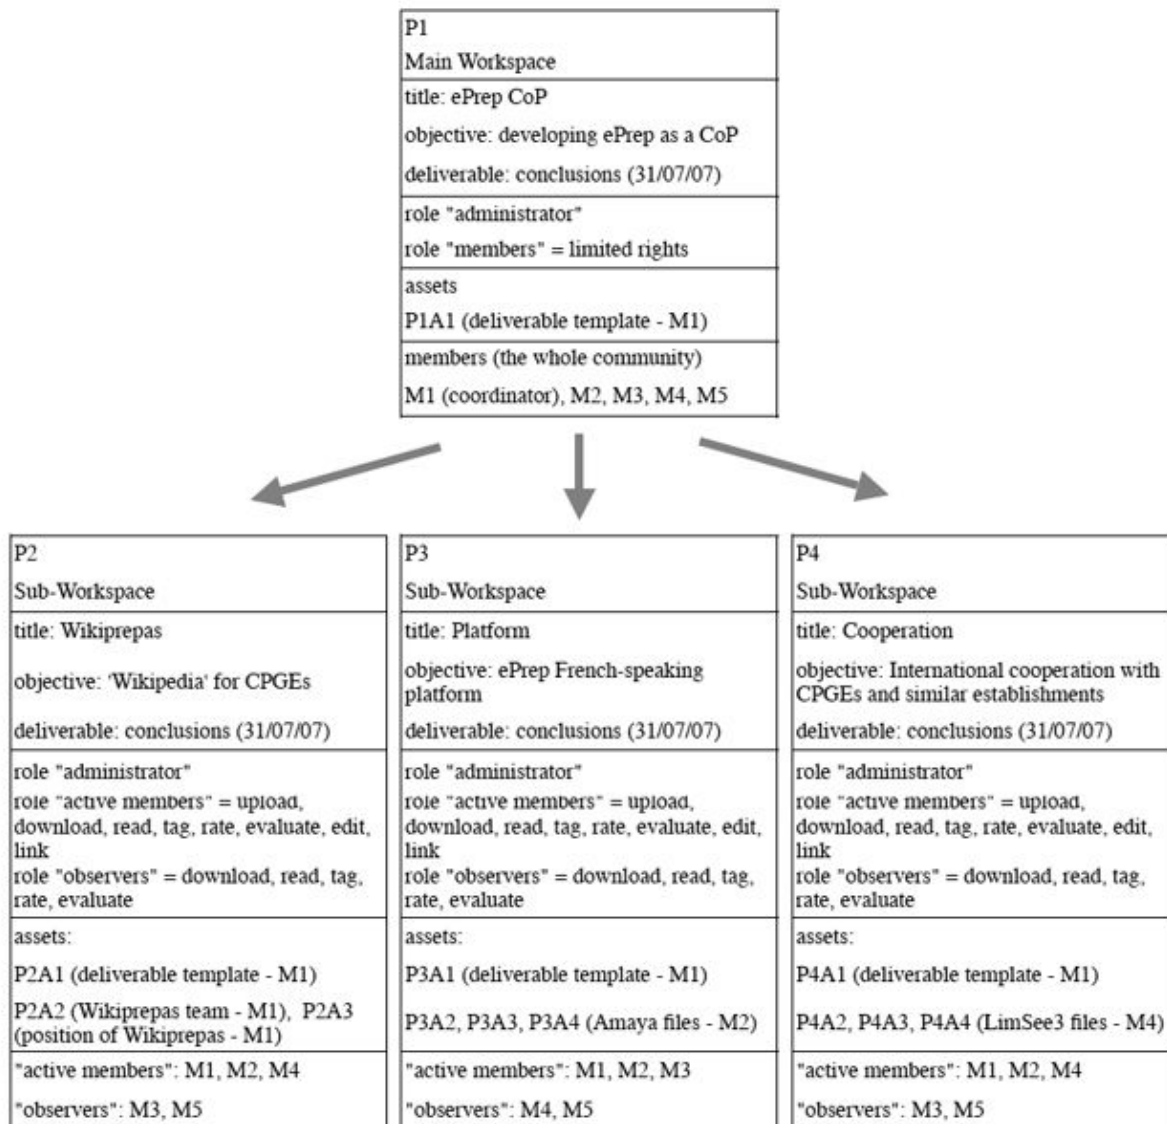 P1
Main Workspace
title: ePrep CoP
objective: developing ePrep as a CoP
deliverable: conclusions (31/07/07)
role "administrator"
role "members" = limited rights
assets
P1A1 (deliverable template - M1)
members (the whole community)
M1 (coordinator), M2, M3, M4, M5
P2
Sub-Workspace
title: Wikiprepas
objective: 'Wikipedia' for CPGEs
deliverable: conclusions (31/07/07)
role "administrator"
role "active members" = upload,
download, read, tag, rate, evaluate, edit,
link
role "observers" = download, read, tag,
rate, evaluate
assets:
P2A1 (deliverable template - M1)
P2A2 (Wikiprepas team - M1), P2A3
(position of Wikiprepas - M1)
"active members": M1, M2, M4
"observers": M3, M5
P3
Sub-Workspace
title: Platform
objective: ePrep French-speaking
platform
deliverable: conclusions (31/07/07)
role "administrator"
role "active members" = upload,
download, read, tag, rate, evaluate, edit,
link
role "observers" = download, read, tag,
rate, evaluate
assets:
P3A1 (deliverable template - M1)
P3A2, P3A3, P3A4 (Amaya files - M2)
"active members": M1, M2, M3
"observers": M4, M5
P4
Sub-Workspace
title: Cooperation
objective: International cooperation with
CPGEs and similar establishments
deliverable: conclusions (31/07/07)
role "administrator"
role "active members" = upload,
download, read, tag, rate, evaluate, edit,
link
role "observers" = download, read, tag,
rate, evaluate
assets:
P4A1 (deliverable template - M1)
P4A2, P4A3, P4A4 (LimSee3 files - M4)
"active members": M1, M2, M4
"observers": M3, M5